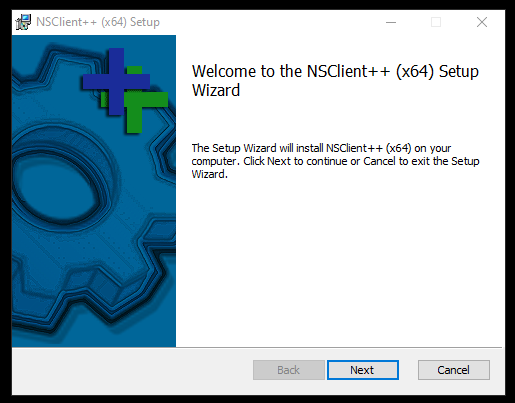 NSClient++ (x64) Setup
Welcome to the NSClient++ (x64) Setup
Wizard
The Setup Wizard will install NSClient++ (x64) on your
computer. Click Next to continue or Cancel to exit the Setup
Wizard.
Back Next Cancel